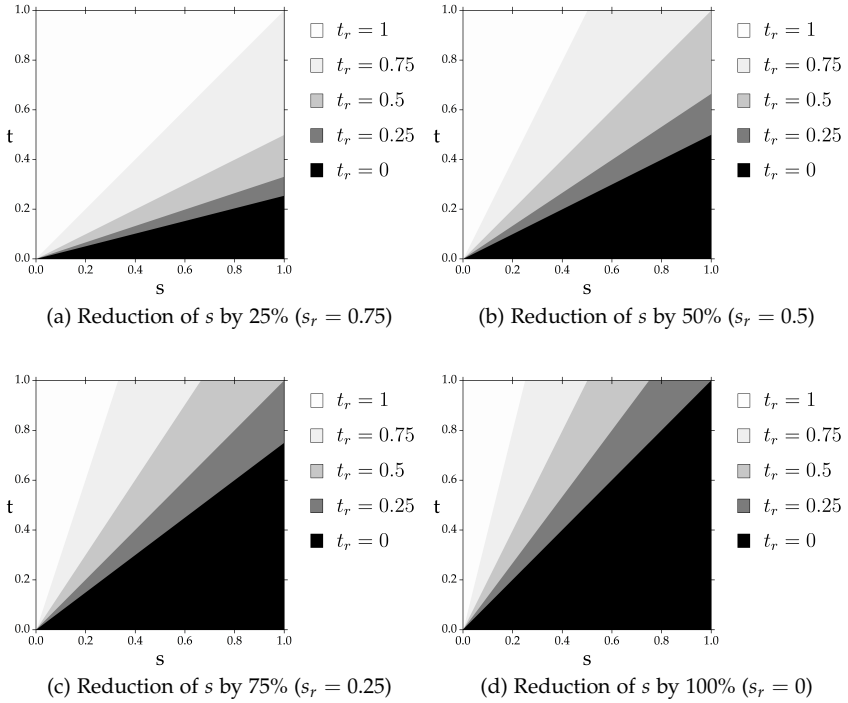 1.0
0.8
0.6
t
0.4
0.2
0.0
0.0 0.2 0.4 0.6 0.8 1.0
s
t_r = 1
t_r = 0.75
t_r = 0.5
t_r = 0.25
t_r = 0
(a) Reduction of s by 25% (s_r = 0.75)
1.0
0.8
0.6
t
0.4
0.2
0.0
0.0 0.2 0.4 0.6 0.8 1.0
s
t_r = 1
t_r = 0.75
t_r = 0.5
t_r = 0.25
t_r = 0
(b) Reduction of s by 50% (s_r = 0.5)
1.0
0.8
0.6
t
0.4
0.2
0.0
0.0 0.2 0.4 0.6 0.8 1.0
s
t_r = 1
t_r = 0.75
t_r = 0.5
t_r = 0.25
t_r = 0
(c) Reduction of s by 75% (s_r = 0.25)
1.0
0.8
0.6
t
0.4
0.2
0.0
0.0 0.2 0.4 0.6 0.8 1.0
s
t_r = 1
t_r = 0.75
t_r = 0.5
t_r = 0.25
t_r = 0
(d) Reduction of s by 100% (s_r = 0)